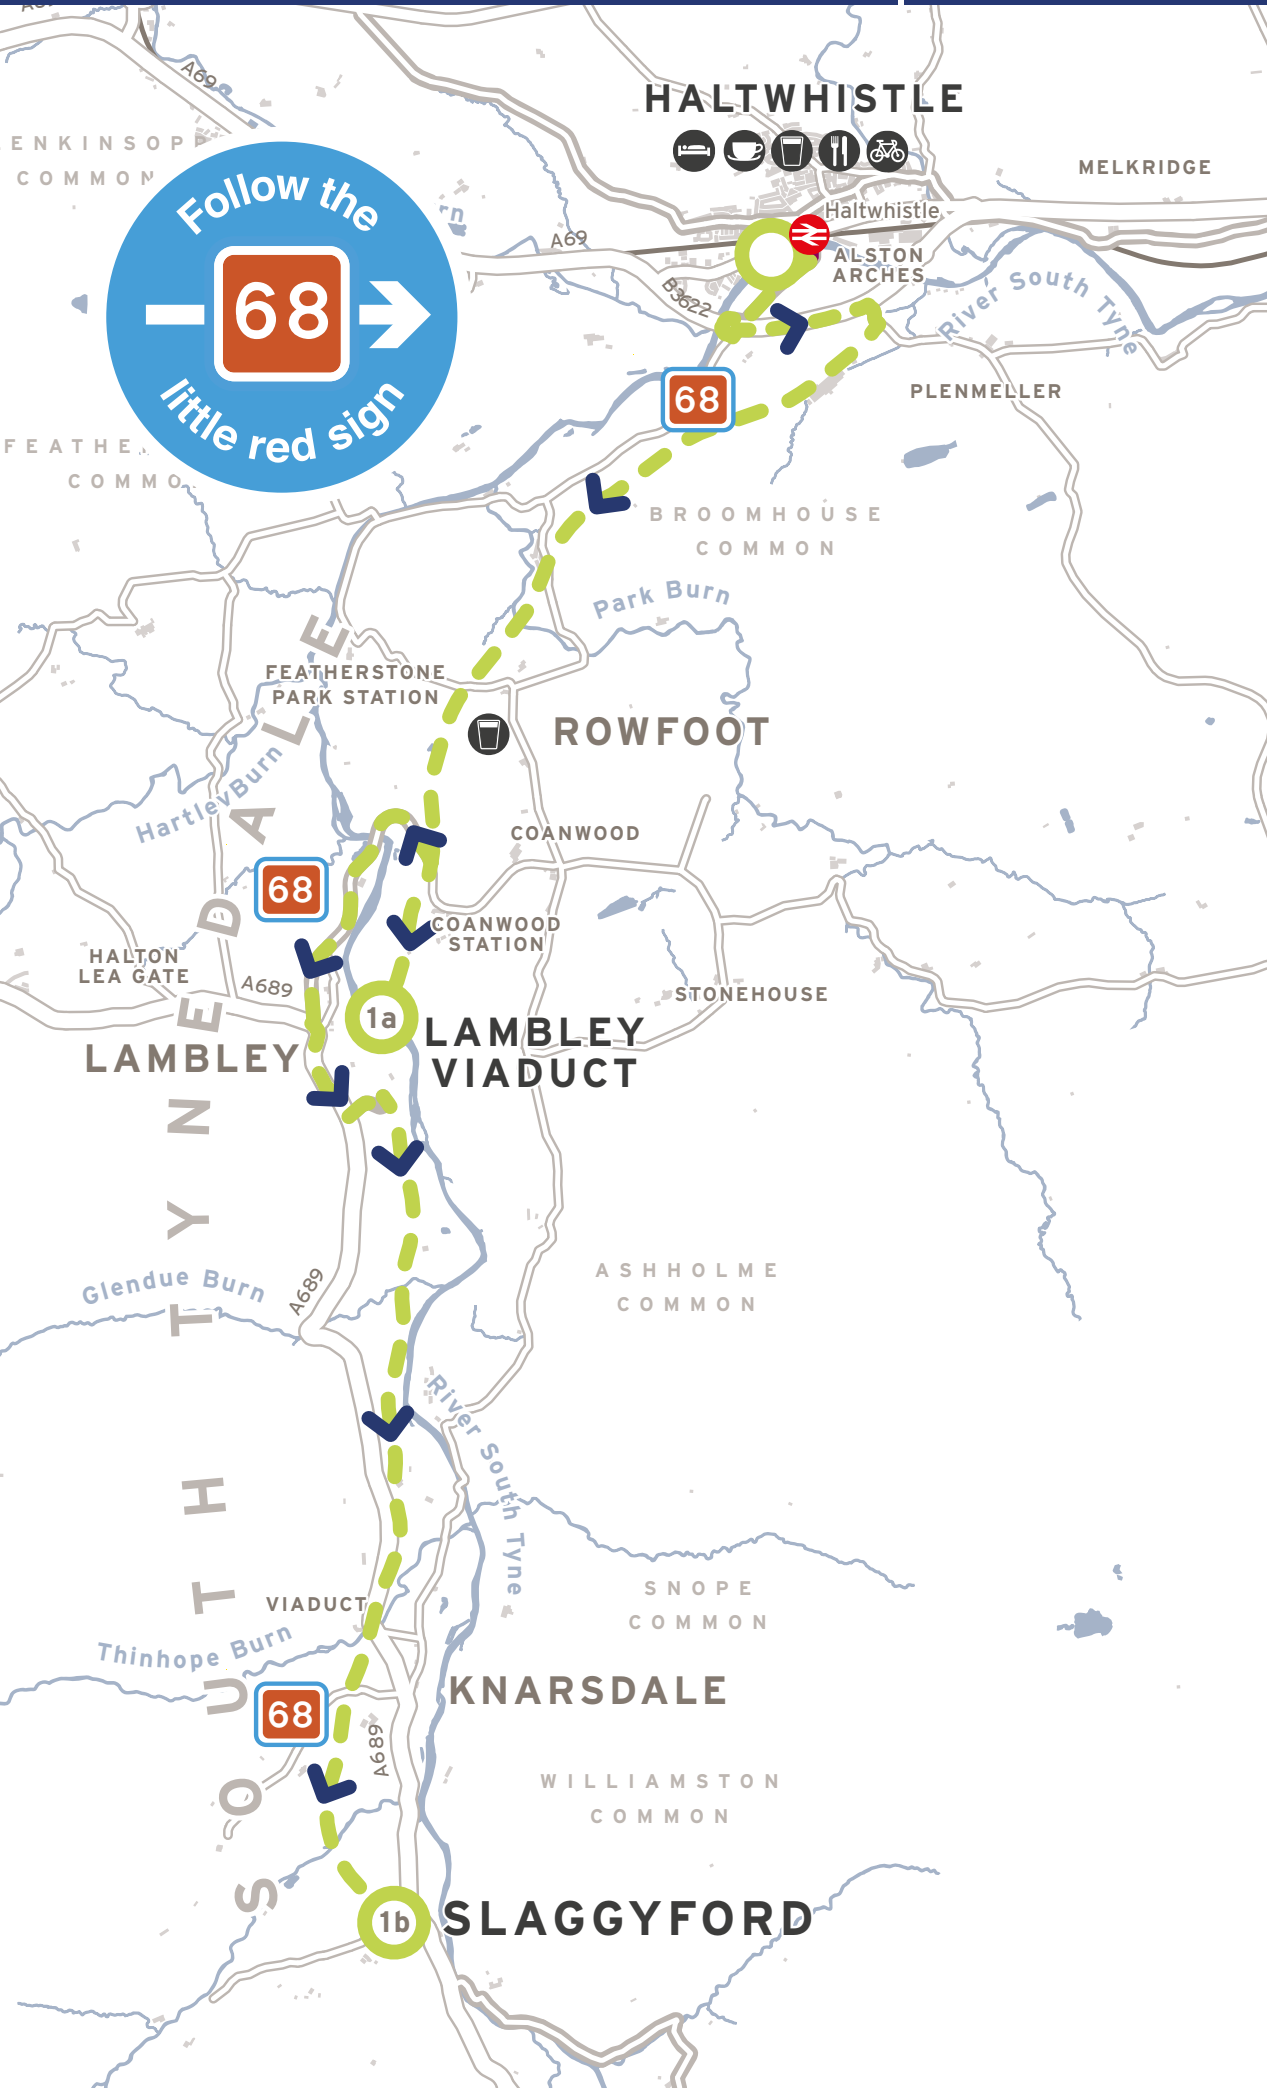 A69
HALTWHISTLE
ENKINSOPP
COMMON
MELKRIDGE
Follow the
68
little red sign
rn
Haltwhistle
A69
ALSTON
ARCHES
B3622
River South Tyne
68
PLENMELLER
FEATHE
COMMO
BROOMHOUSE
COMMON
Park Burn
FEATHERSTONE
PARK STATION
ROWFOOT
Hartley Burn
COANWOOD
68
COANWOOD
STATION
HALTON
LEA GATE
A689
STONEHOUSE
1a
LAMBLEY
VIADUCT
LAMBLEY
SOUTH TYNEDALE
Glendue Burn
A689
ASHHOLME
COMMON
River South Tyne
SNOPE
COMMON
VIADUCT
Thinhope Burn
KNARSDALE
68
A689
WILLIAMSTON
COMMON
1b
SLAGGYFORD